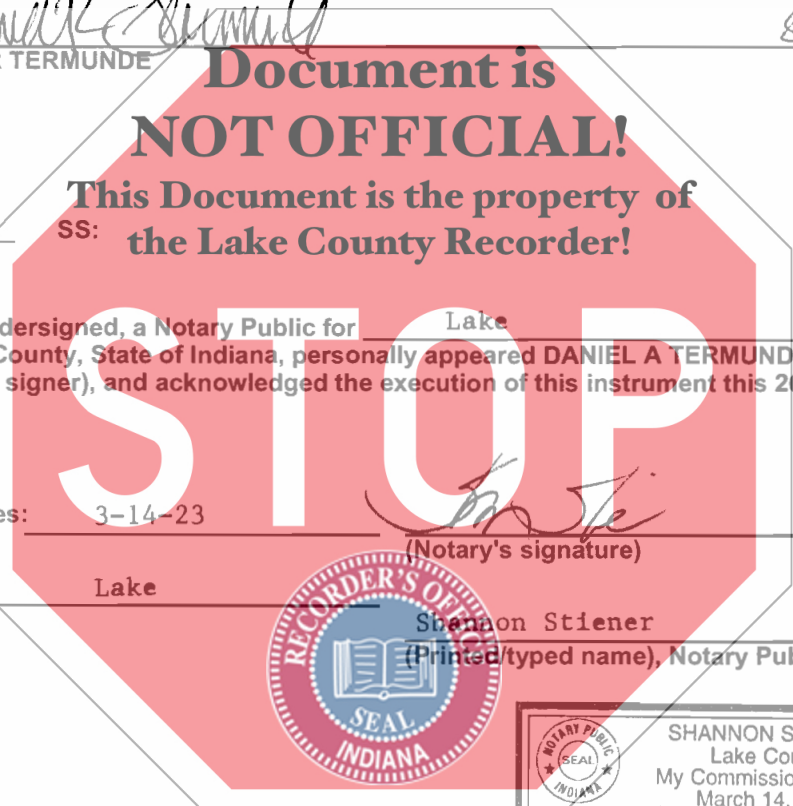 TERMUNDE
Document is
NOT OFFICIAL!
This Document is the property of
SS:
the Lake County Recorder!
dersigned, a Notary Public for Lake
County, State of Indiana, personally appeared DANIEL A TERMUND
signer), and acknowledged the execution of this instrument this 2
STOP
es: 3-14-23
(Notary's signature)
Lake
RECORDER'S OFFICE
SEAL
INDIANA
Shannon Stiener
(Printed/typed name), Notary Pub
NOTARY PUBLIC
SEAL
INDIANA
SHANNON S
Lake Co
My Commissio
March 14,